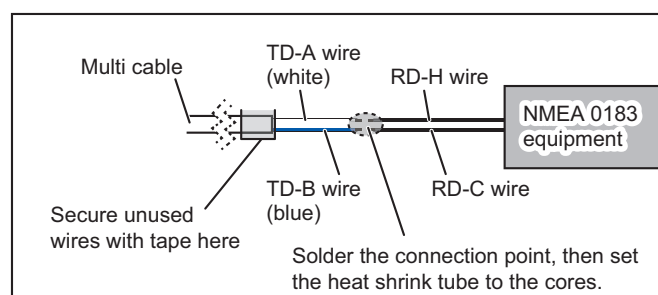 Multi cable
TD-A wire
(white)
RD-H wire
NMEA 0183
equipment
TD-B wire
(blue)
RD-C wire
Secure unused
wires with tape here
Solder the connection point, then set
the heat shrink tube to the cores.